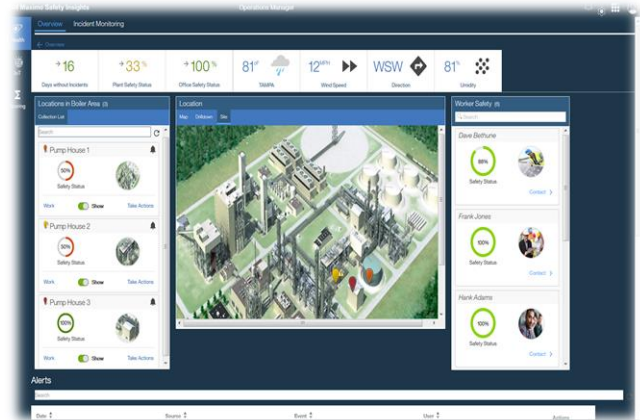 Maximo Safety Insights
Operations Manager
Overview Incident Monitoring
← Overview
16
33 %
100 %
81°F
12 MPH
WSW
81 %
Days without Incidents
Plant Safety Status
Office Safety Status
TAMPA
Wind Speed
Direction
Locations in Boiler Area (3)
Collection List
Search
Pump House 1
50%
Safety Status
Work Show Take Actions
Pump House 2
50%
Safety Status
Work Show Take Actions
Pump House 3
100%
Safety Status
Work Show Take Actions
Location
Map Drilldown Site
Worker Safety
Search
Dave Bethune
88%
Safety Status
Contact >
Frank Jones
100%
Safety Status
Contact >
Hank Adams
100%
Safety Status
Contact >
Alerts
Search
Date Source Event User Actions